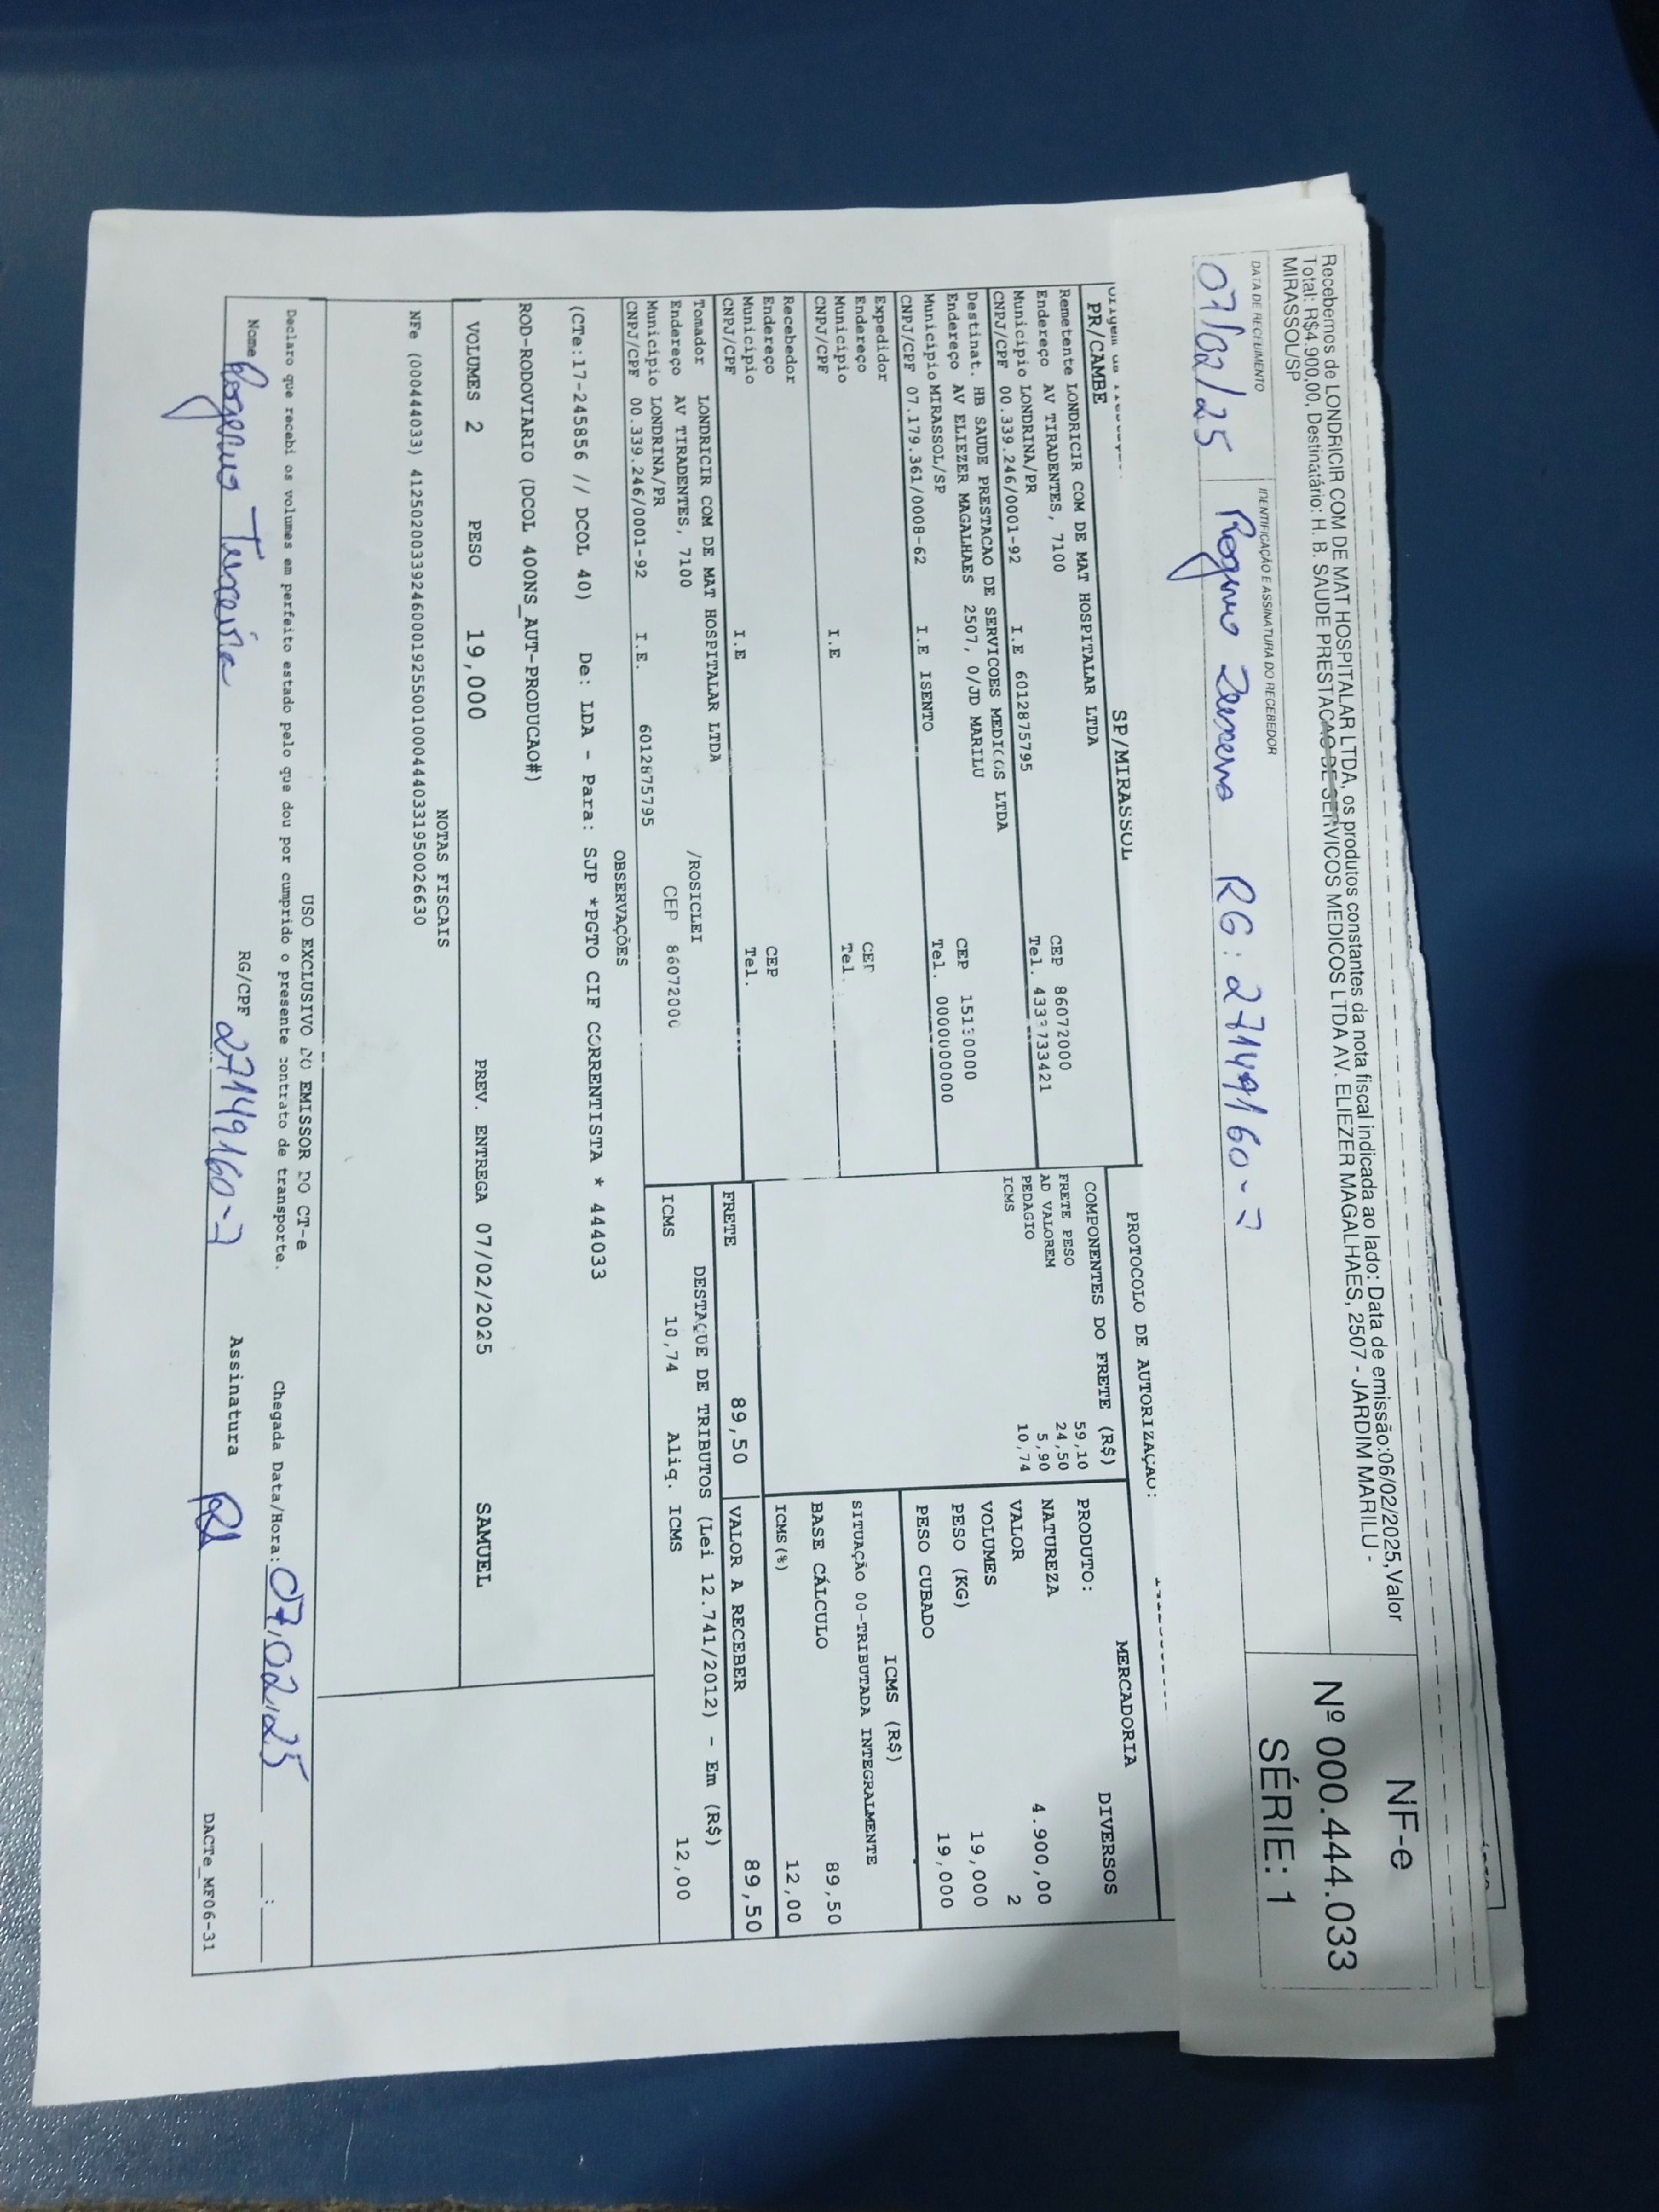 Recebemos de LONDRICIR COM DE MAT HOSPITALAR LTDA, os produtos constantes da nota fiscal indicada ao lado: Data de emissão:06/02/2025,Valor
Total: R$4.900,00, Destinatário: H. B. SAUDE PRESTACAO DE SERVICOS MEDICOS LTDA AV. ELIEZER MAGALHAES, 2507 - JARDIM MARILU -
MIRASSOL/SP
NF-e
Nº 000.444.033
SÉRIE: 1
DATA DE RECEBIMENTO
IDENTIFICAÇÃO E ASSINATURA DO RECEBEDOR
07/02/25 RG: 27149160-7
PR/CAMBE SP/MIRASSOL
PROTOCOLO DE AUTORIZAÇAO:
Remetente LONDRICIR COM DE MAT HOSPITALAR LTDA
Endereço AV TIRADENTES, 7100 CEP 86072000
Municipio LONDRINA/PR Tel. 4333733421
CNPJ/CPF 00.339.246/0001-92 I.E 6012875795
Destinat. HB SAUDE PRESTACAO DE SERVICOES MEDICOS LTDA
Endereço AV ELIEZER MAGALHAES 2507, 0/JD MARILU CEP 15130000
Municipio MIRASSOL/SP Tel. 00000000000
CNPJ/CPF 07.179.361/0008-62 I.E ISENTO
Expedidor
Endereço CEP
Municipio Tel.
CNPJ/CPF I.E
Recebedor
Endereço CEP
Municipio Tel.
CNPJ/CPF I.E
Tomador LONDRICIR COM DE MAT HOSPITALAR LTDA /ROSICLEI
Endereço AV TIRADENTES, 7100 CEP 86072000
Municipio LONDRINA/PR
CNPJ/CPF 00.339.246/0001-92 I.E. 6012875795
COMPONENTES DO FRETE (R$)
FRETE PESO 59,10
AD VALOREM 24,50
PEDAGIO 5,90
ICMS 10,74
MERCADORIA
PRODUTO: DIVERSOS
NATUREZA
VALOR 4.900,00
VOLUMES 2
PESO (KG) 19,000
PESO CUBADO 19,000
ICMS (R$)
SITUAÇÃO 00-TRIBUTADA INTEGRALMENTE
BASE CÁLCULO 89,50
ICMS(%) 12,00
FRETE 89,50
VALOR A RECEBER 89,50
DESTAQUE DE TRIBUTOS (Lei 12.741/2012) - Em (R$)
ICMS 10,74 Aliq. ICMS 12,00
OBSERVAÇÕES
(CTe:17-245856 // DCOL 40) De: LDA - Para: SJP *PGTO CIF CORRENTISTA * 444033
ROD-RODOVIARIO (DCOL 400NS_AUT-PRODUCAO#)
VOLUMES 2 PESO 19,000 PREV. ENTREGA 07/02/2025 SAMUEL
NOTAS FISCAIS
NFe (000444033) 41250200339246000192550010004440331950026630
USO EXCLUSIVO DO EMISSOR DO CT-e
Declaro que recebi os volumes em perfeito estado pelo que dou por cumprido o presente contrato de transporte.
Chegada Data/Hora: 07,02,25 :
Nome RG/CPF 27149160-7 Assinatura
DACTe_MF06-31